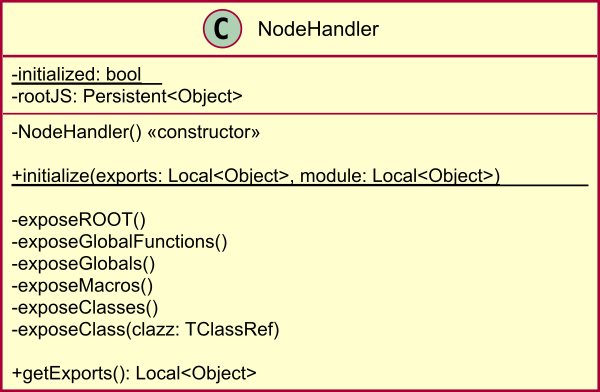 C NodeHandler
-initialized: bool
-rootJS: Persistent<Object>
-NodeHandler() «constructor»
+initialize(exports: Local<Object>, module: Local<Object>)
-exposeROOT()
-exposeGlobalFunctions()
-exposeGlobals()
-exposeMacros()
-exposeClasses()
-exposeClass(clazz: TClassRef)
+getExports(): Local<Object>